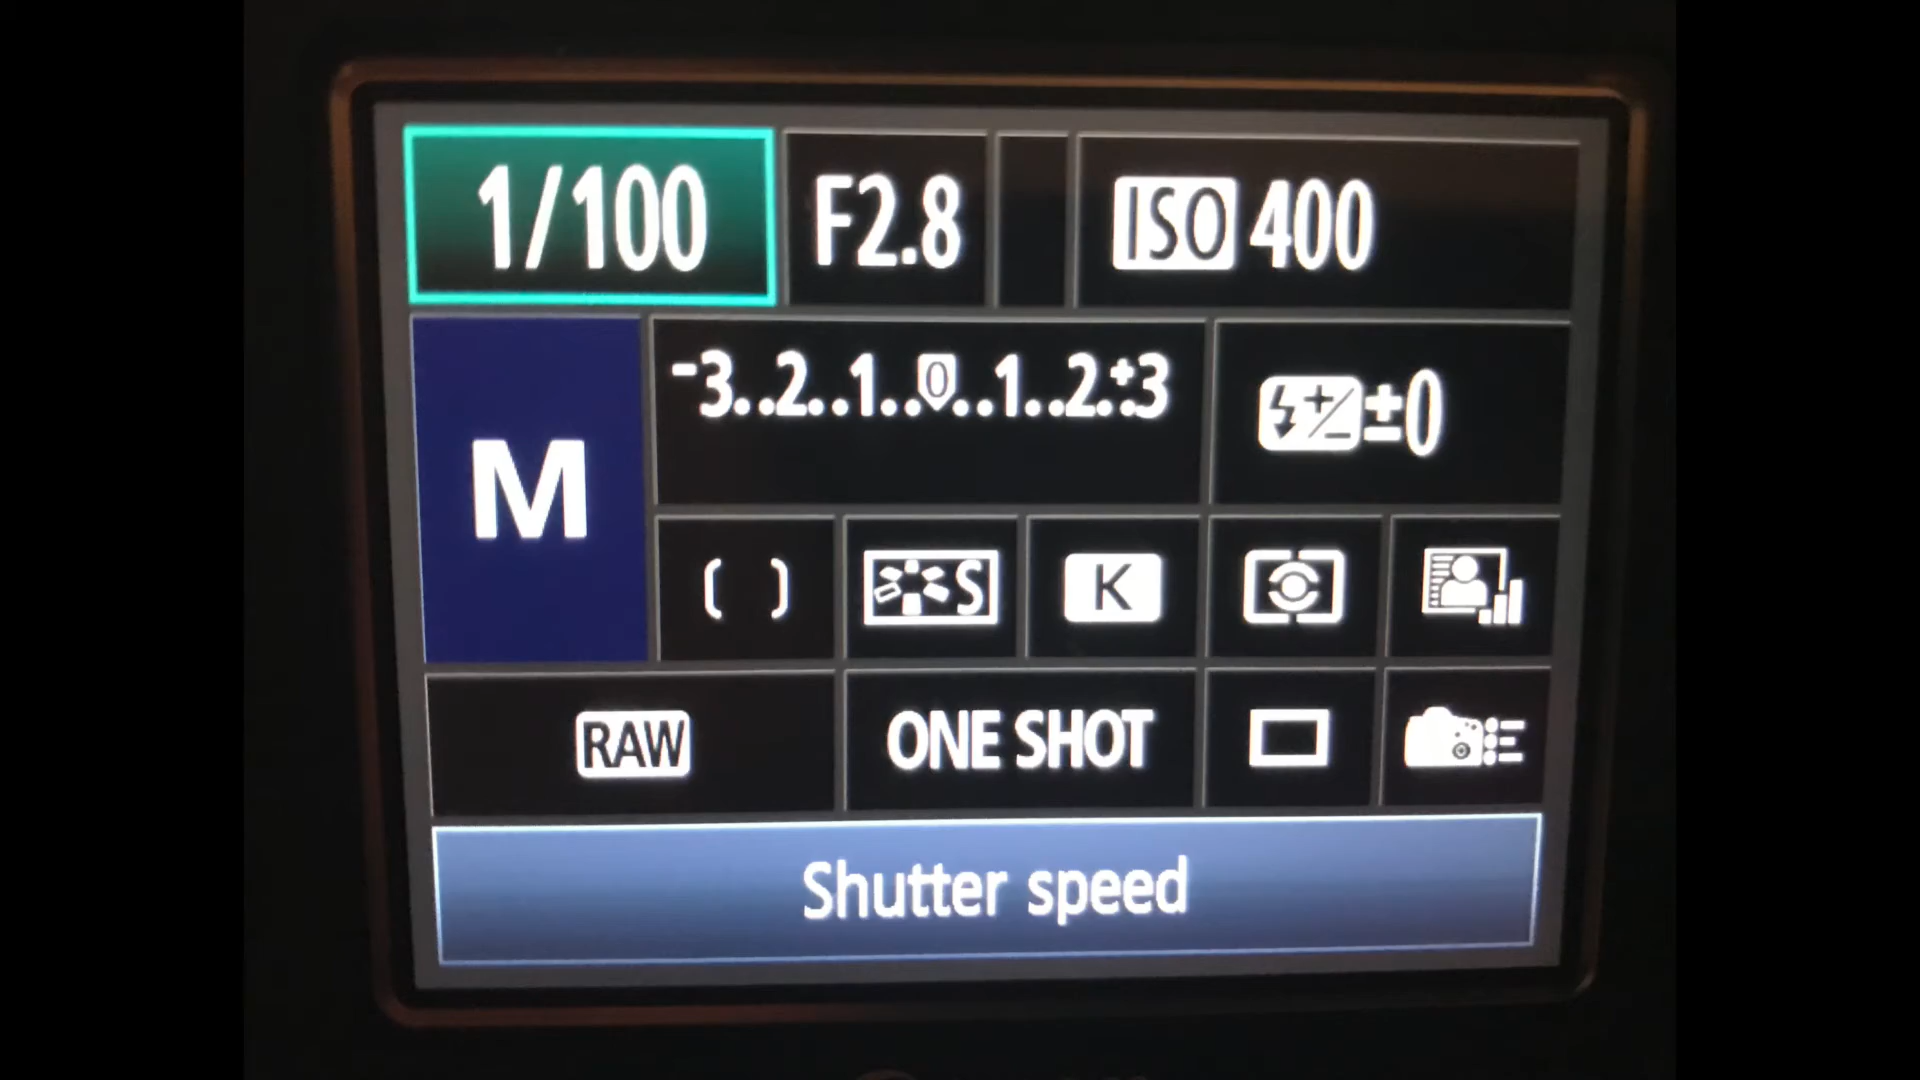 1/100 F2.8 ISO 400
M -3..2..1..0..1..2..+3 ±0
( ) S K
RAW ONE SHOT
Shutter speed